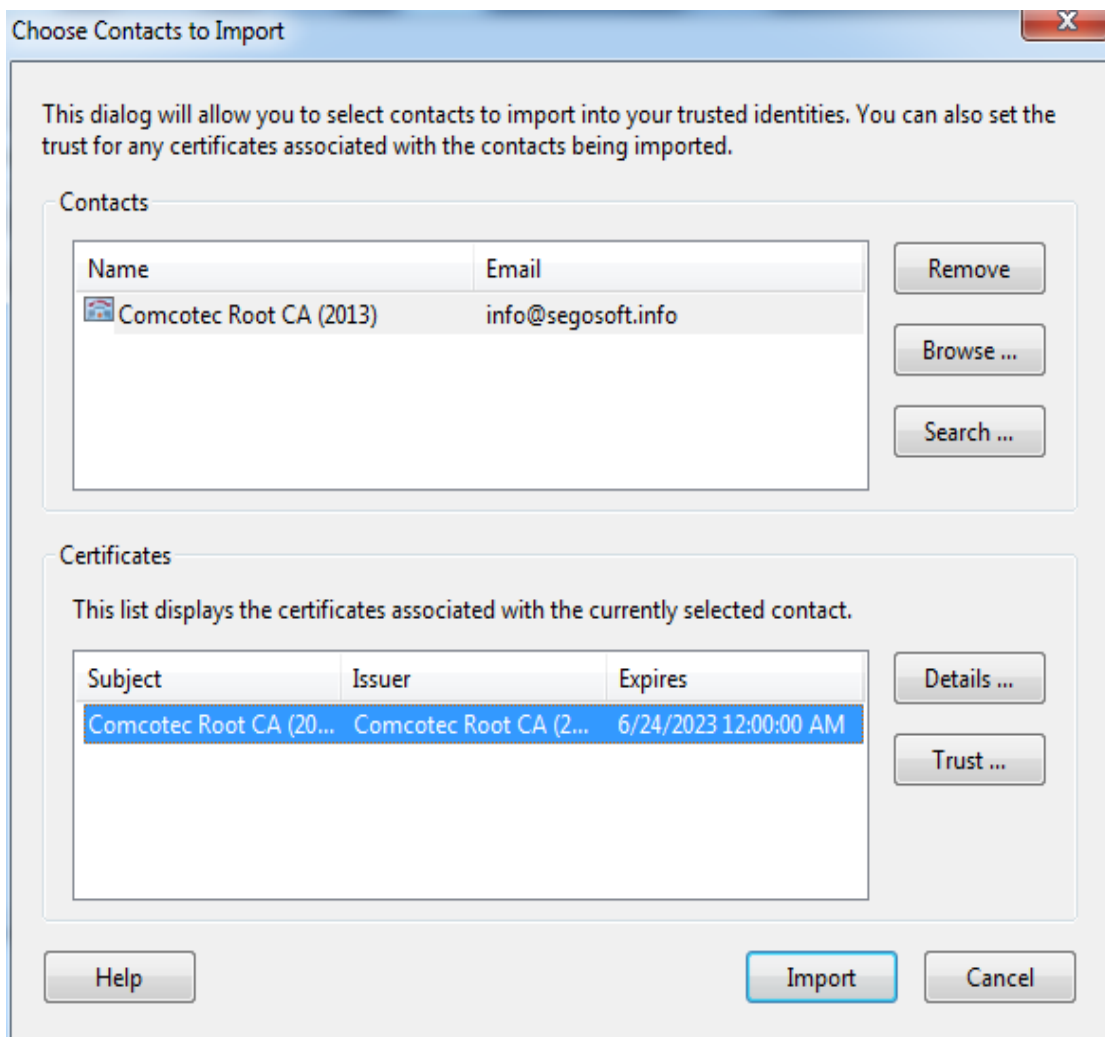 Choose Contacts to Import
X
This dialog will allow you to select contacts to import into your trusted identities. You can also set the
trust for any certificates associated with the contacts being imported.
Contacts
Name Email
Comcotec Root CA (2013) info@segosoft.info
Remove
Browse ...
Search ...
Certificates
This list displays the certificates associated with the currently selected contact.
Subject Issuer Expires
Comcotec Root CA (20... Comcotec Root CA (2... 6/24/2023 12:00:00 AM
Details ...
Trust ...
Help Import Cancel